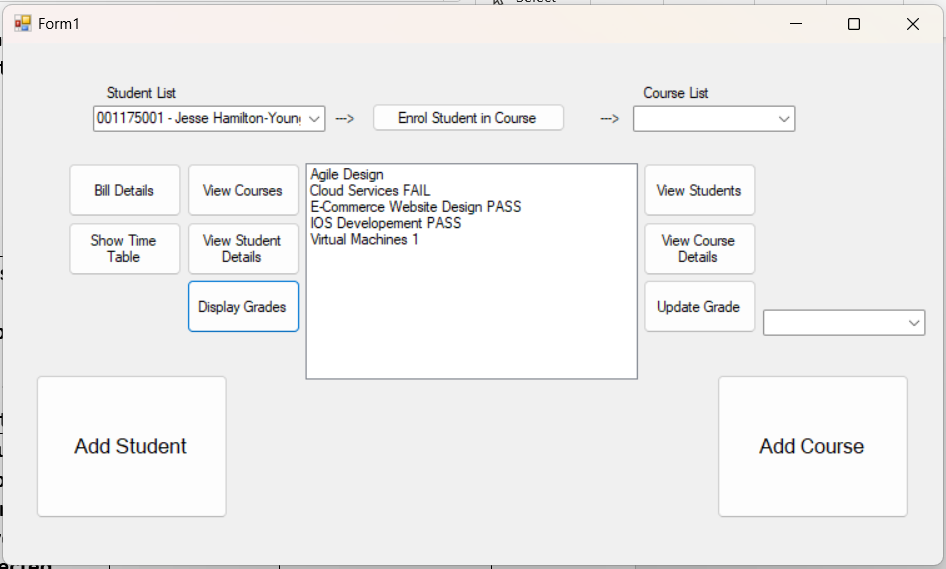 Select
Form1
Student List
Course List
001175001 - Jesse Hamilton-Young
--->
Enrol Student in Course
--->
Bill Details
View Courses
Agile Design
Cloud Services FAIL
E-Commerce Website Design PASS
IOS Developement PASS
Virtual Machines 1
View Students
Show Time
Table
View Student
Details
View Course
Details
Display Grades
Update Grade
Add Student
Add Course